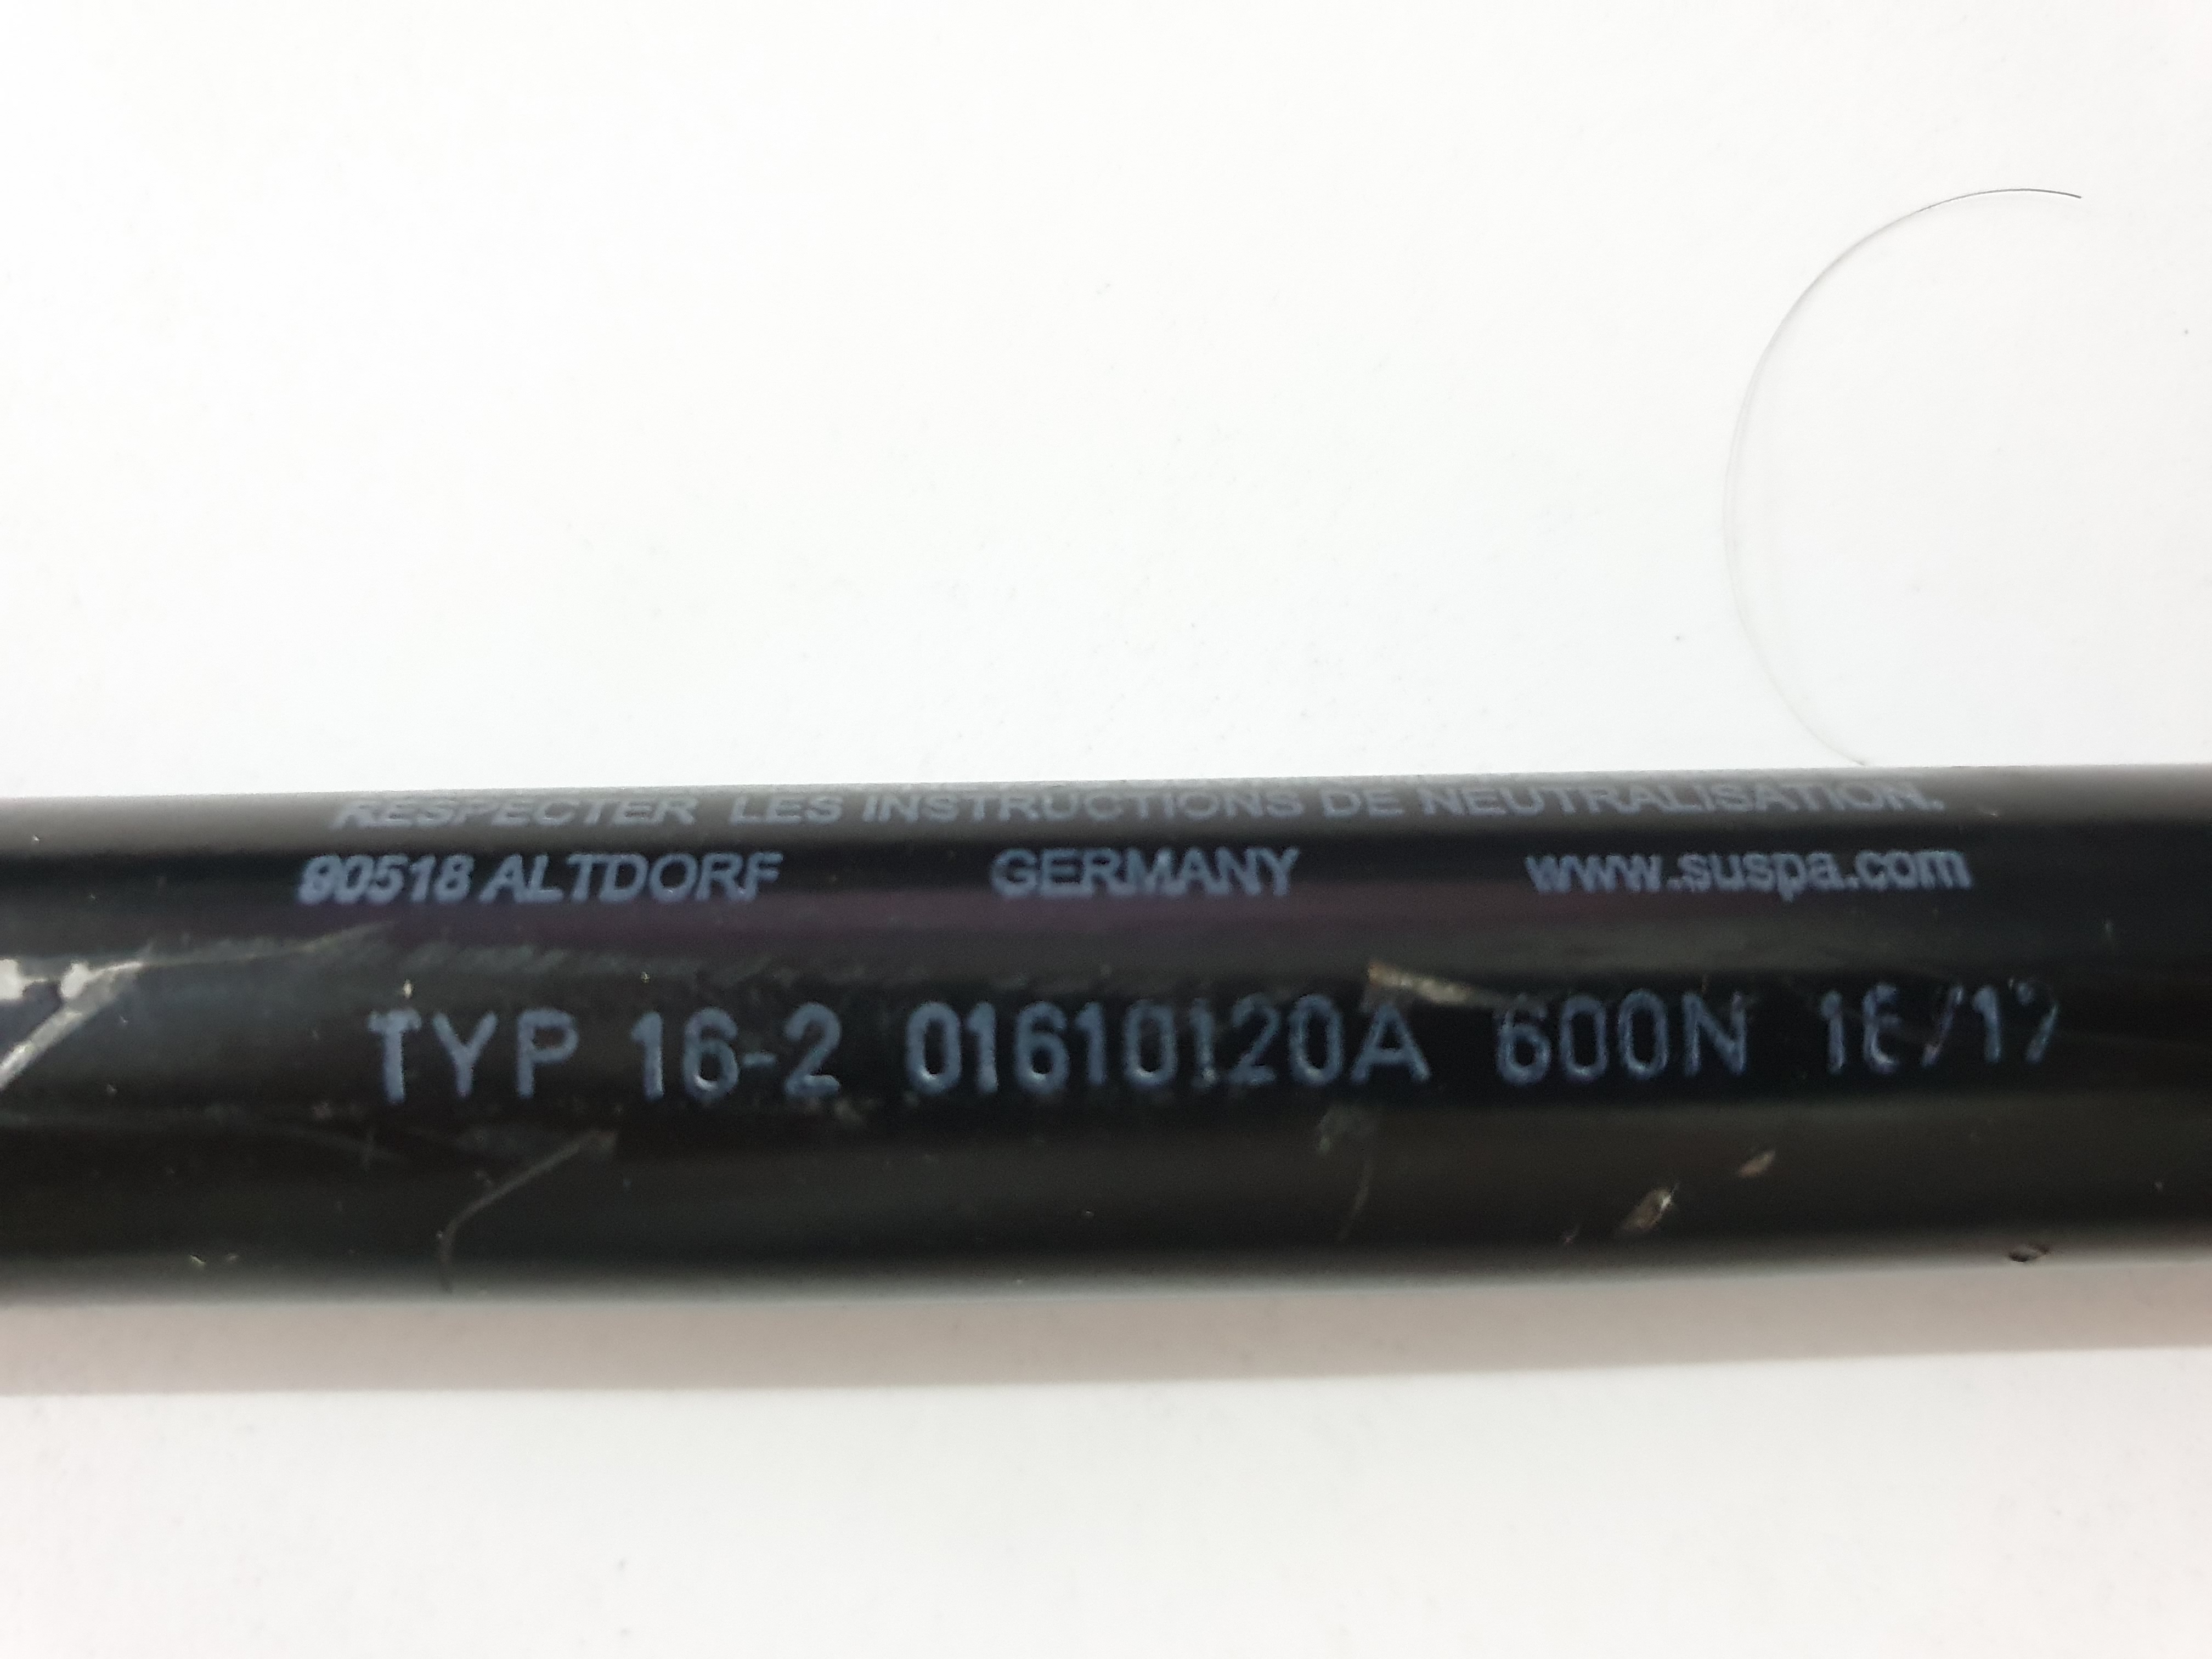 RESPECTER LES INSTRUCTIONS DE NEUTRALISATION.
90518 ALTDORF GERMANY www.suspa.com
TYP 16-2 01610120A 600N